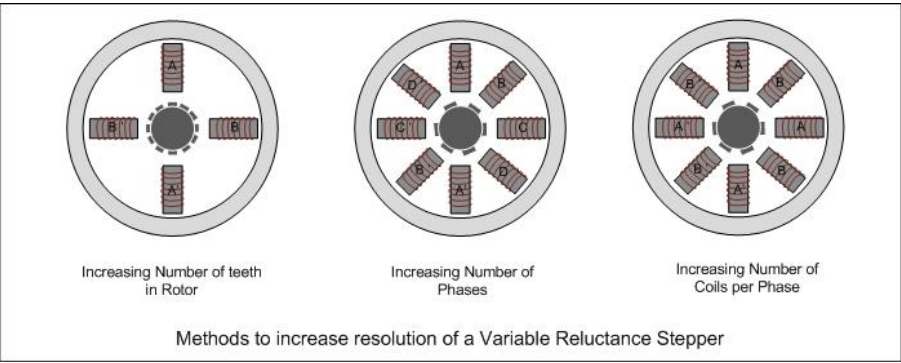 A
B'
B
A'
A
D'
B
C'
C
B'
D
A'
A
B'
B
A'
A
B'
B
A'
Increasing Number of teeth
in Rotor
Increasing Number of
Phases
Increasing Number of
Coils per Phase
Methods to increase resolution of a Variable Reluctance Stepper